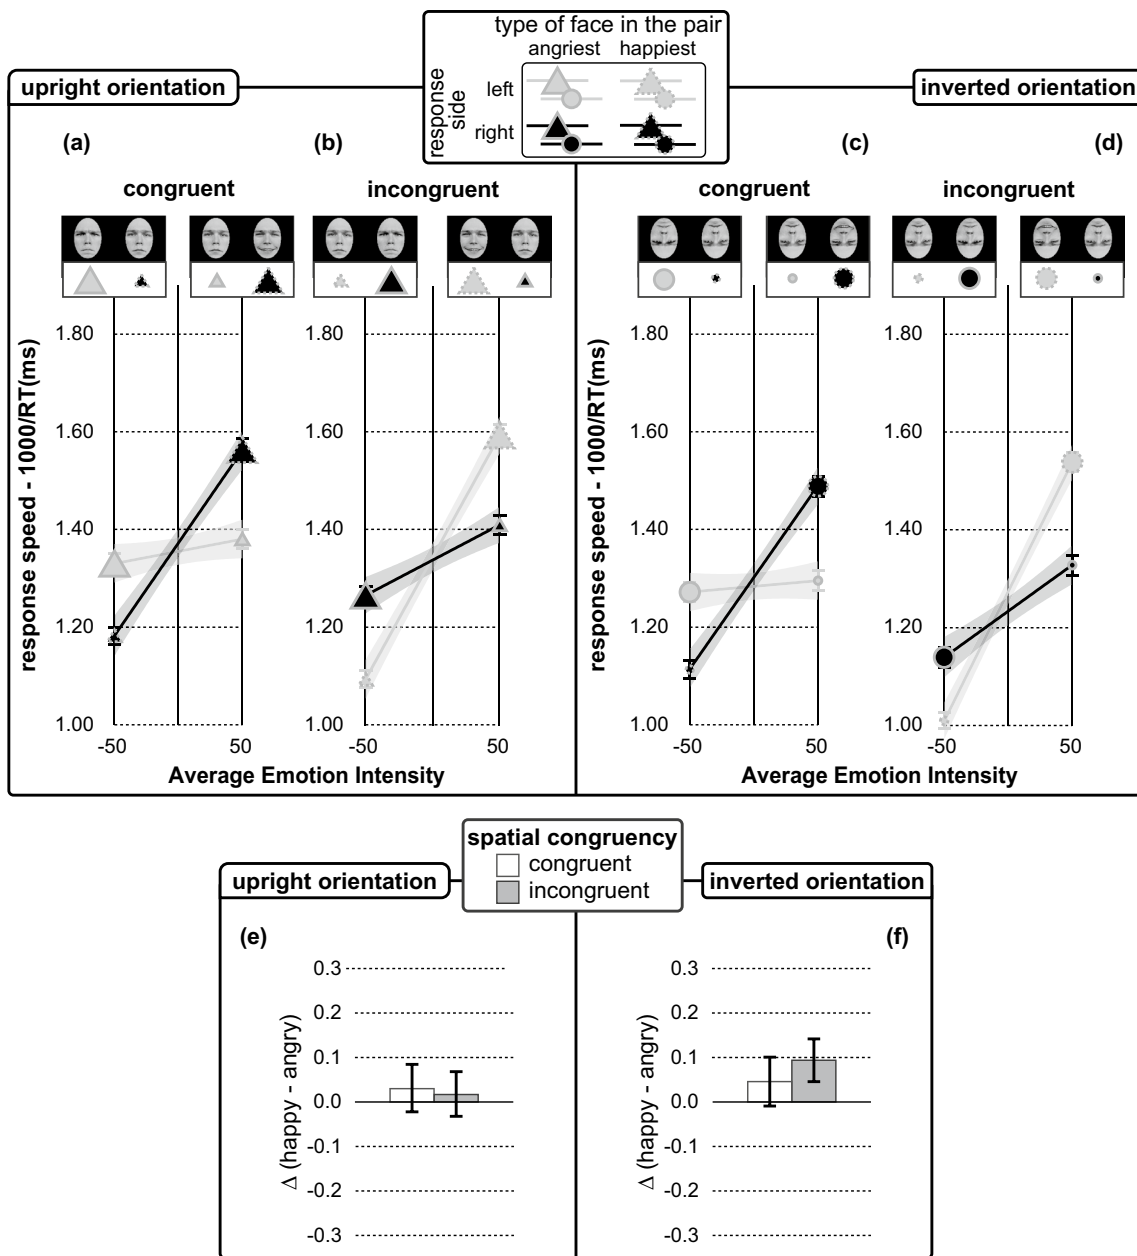 type of face in the pair
angriest happiest
response side
left
right
upright orientation
inverted orientation
(a)
(b)
(c)
(d)
congruent
incongruent
congruent
incongruent
response speed - 1000/RT(ms)
1.80
1.60
1.40
1.20
1.00
-50 50 -50 50
Average Emotion Intensity
response speed - 1000/RT(ms)
1.80
1.60
1.40
1.20
1.00
-50 50 -50 50
Average Emotion Intensity
spatial congruency
congruent
incongruent
upright orientation
inverted orientation
(e)
Δ (happy - angry)
0.3
0.2
0.1
0.0
-0.1
-0.2
-0.3
(f)
Δ (happy - angry)
0.3
0.2
0.1
0.0
-0.1
-0.2
-0.3